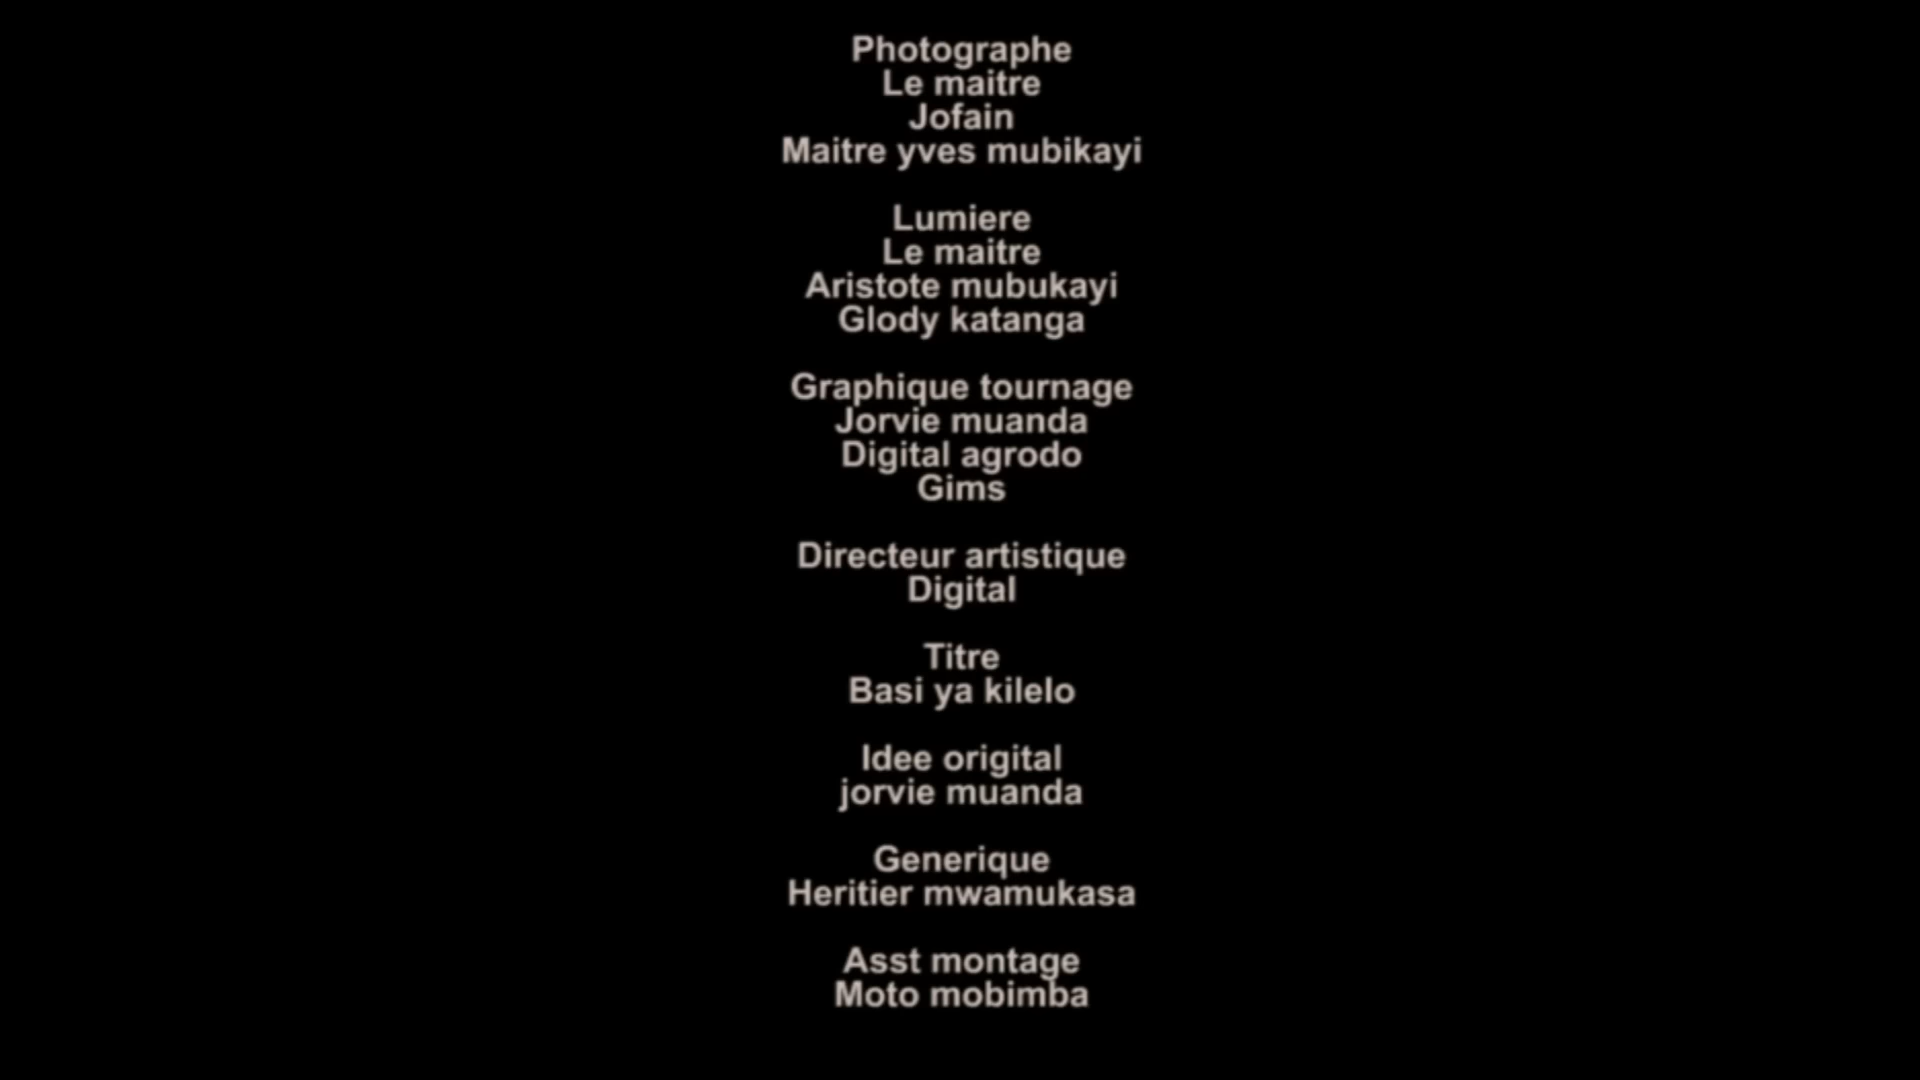 Photographe
Le maitre
Jofain
Maitre yves mubikayi
Lumiere
Le maitre
Aristote mubukayi
Glody katanga
Graphique tournage
Jorvie muanda
Digital agrodo
Gims
Directeur artistique
Digital
Titre
Basi ya kilelo
Idee origital
jorvie muanda
Generique
Heritier mwamukasa
Asst montage
Moto mobimba